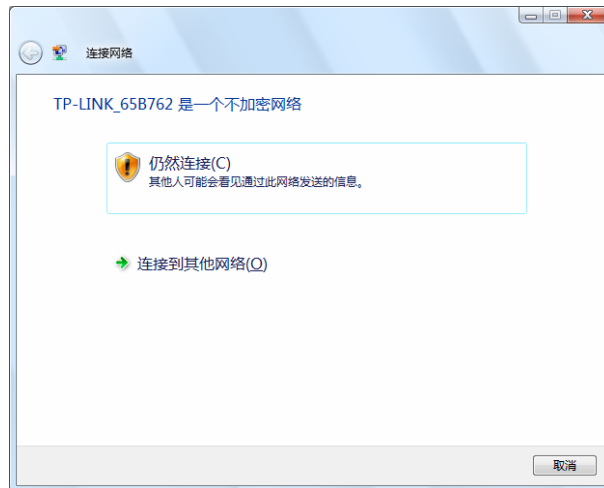 连接网络
TP-LINK_65B762 是一个不加密网络
仍然连接(C)
其他人可能会看见通过此网络发送的信息。
连接到其他网络(O)
取消